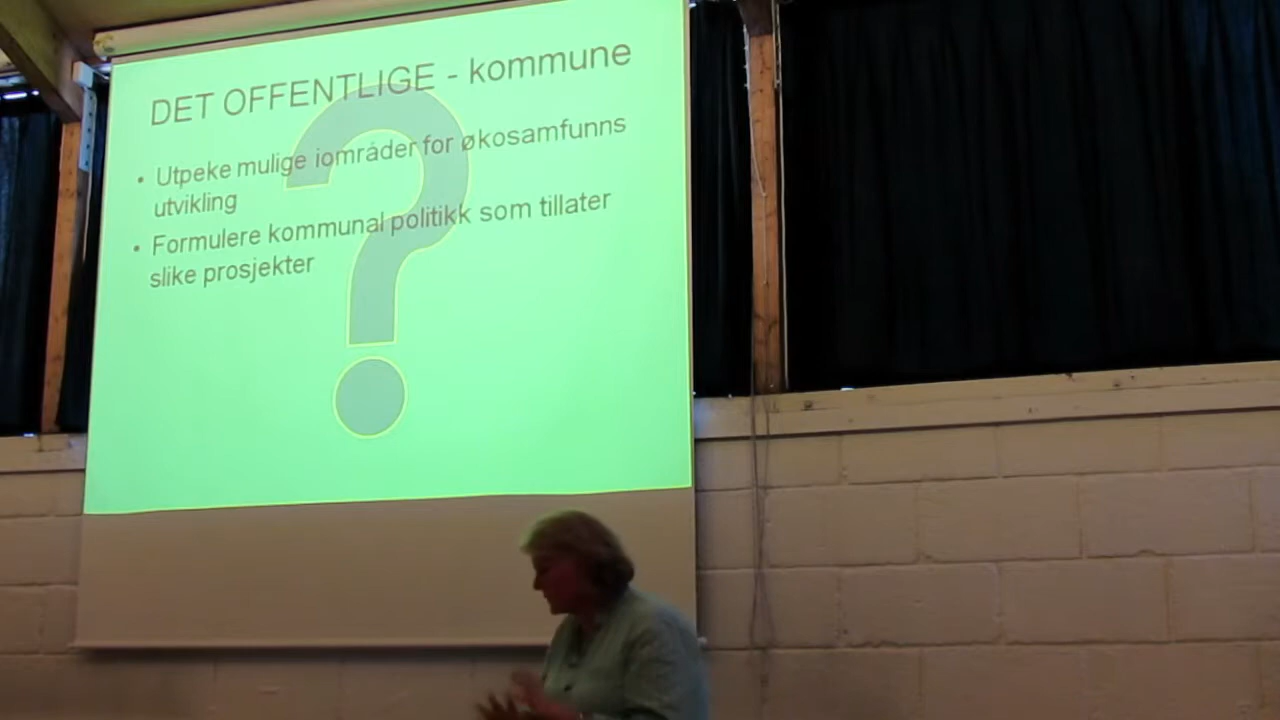 DET OFFENTLIGE - kommune
• Utpeke mulige iområder for økosamfunns
utvikling
• Formulere kommunal politikk som tillater
slike prosjekter